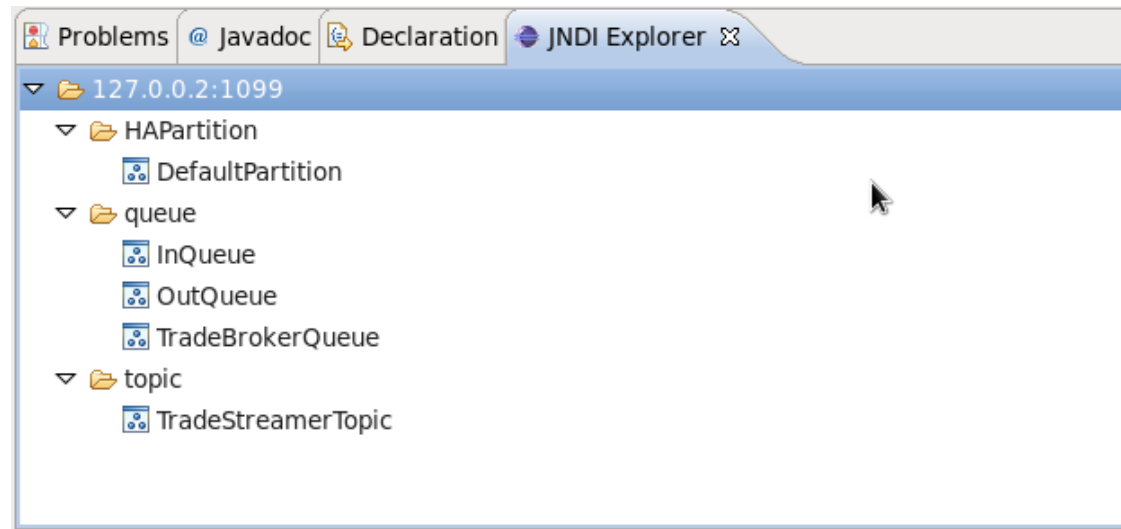 Problems @ Javadoc Declaration JNDI Explorer
127.0.0.2:1099
HAPartition
DefaultPartition
queue
InQueue
OutQueue
TradeBrokerQueue
topic
TradeStreamerTopic